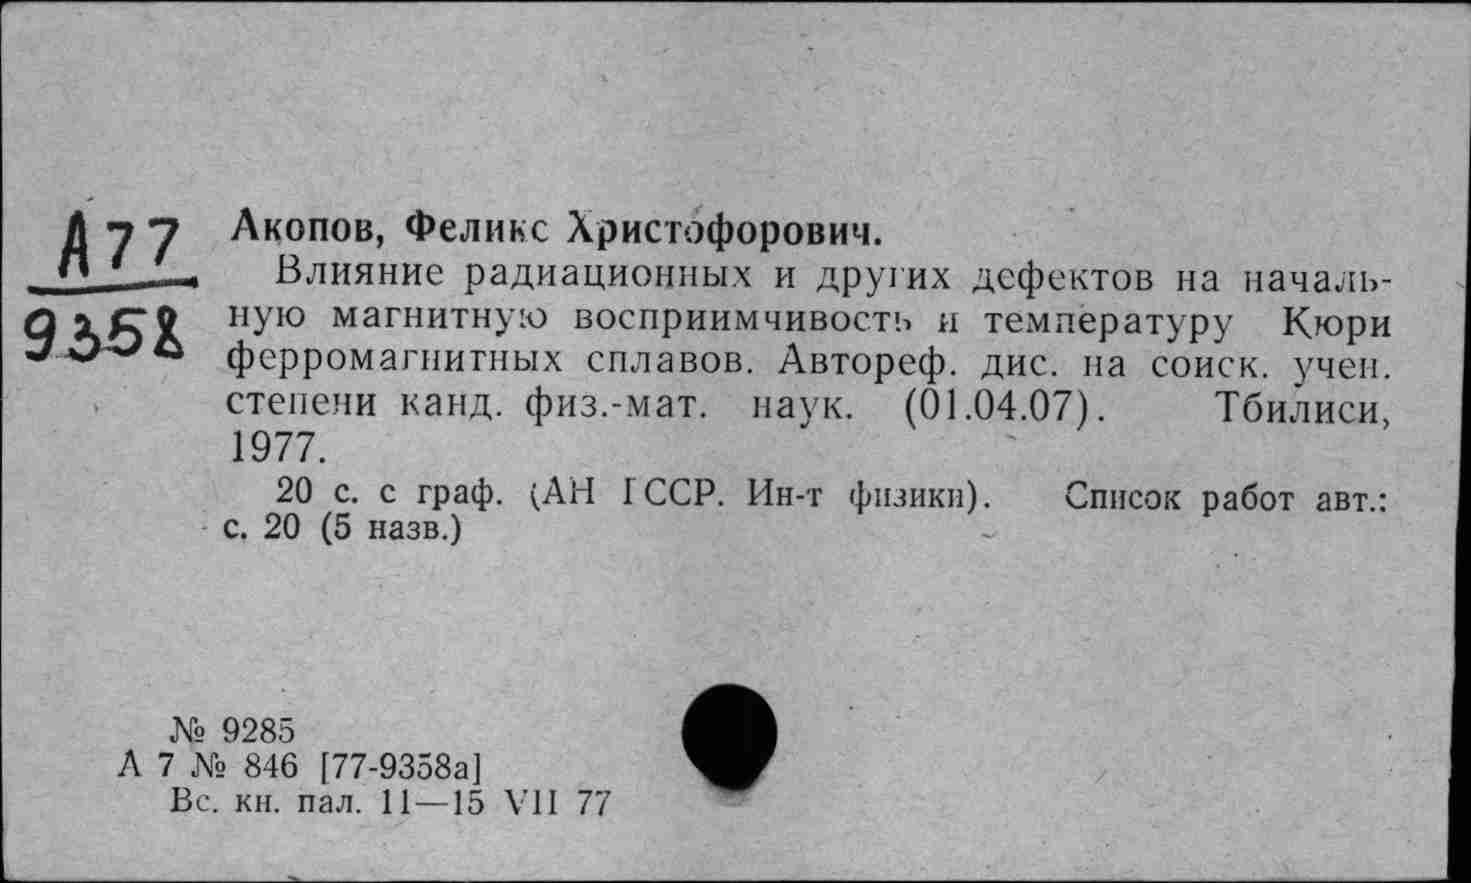 А77
9358
Акопов, Феликс Христофорович.
Влияние радиационных и других дефектов на началь-
ную магнитную восприимчивость и температуру Кюри
ферромагнитных сплавов. Автореф. дис. на соиск. учен.
степени канд. физ.-мат. наук. (01.04.07). Тбилиси,
1977.
20 с. с граф. (АН ГССР. Ин-т физики). Список работ авт.:
с. 20 (5 назв.)
№ 9285
А 7 № 846 [77-9358а]
Вс. кн. пал. 11—15 VII 77